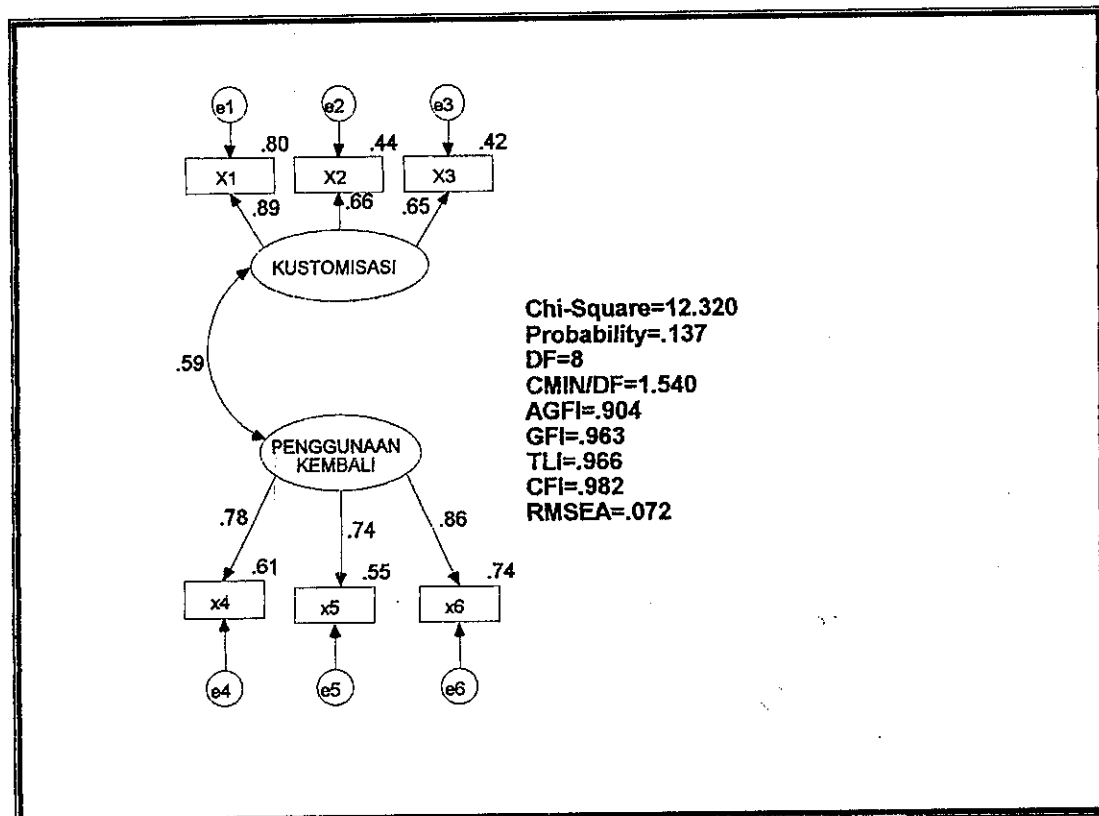 e1 e2 e3
.80 .44 .42
X1 X2 X3
.89 .66 .65
KUSTOMISASI
.59
PENGGUNAAN
KEMBALI
.78 .74 .86
.61 .55 .74
x4 x5 x6
e4 e5 e6
Chi-Square=12.320
Probability=.137
DF=8
CMIN/DF=1.540
AGFI=.904
GFI=.963
TLI=.966
CFI=.982
RMSEA=.072